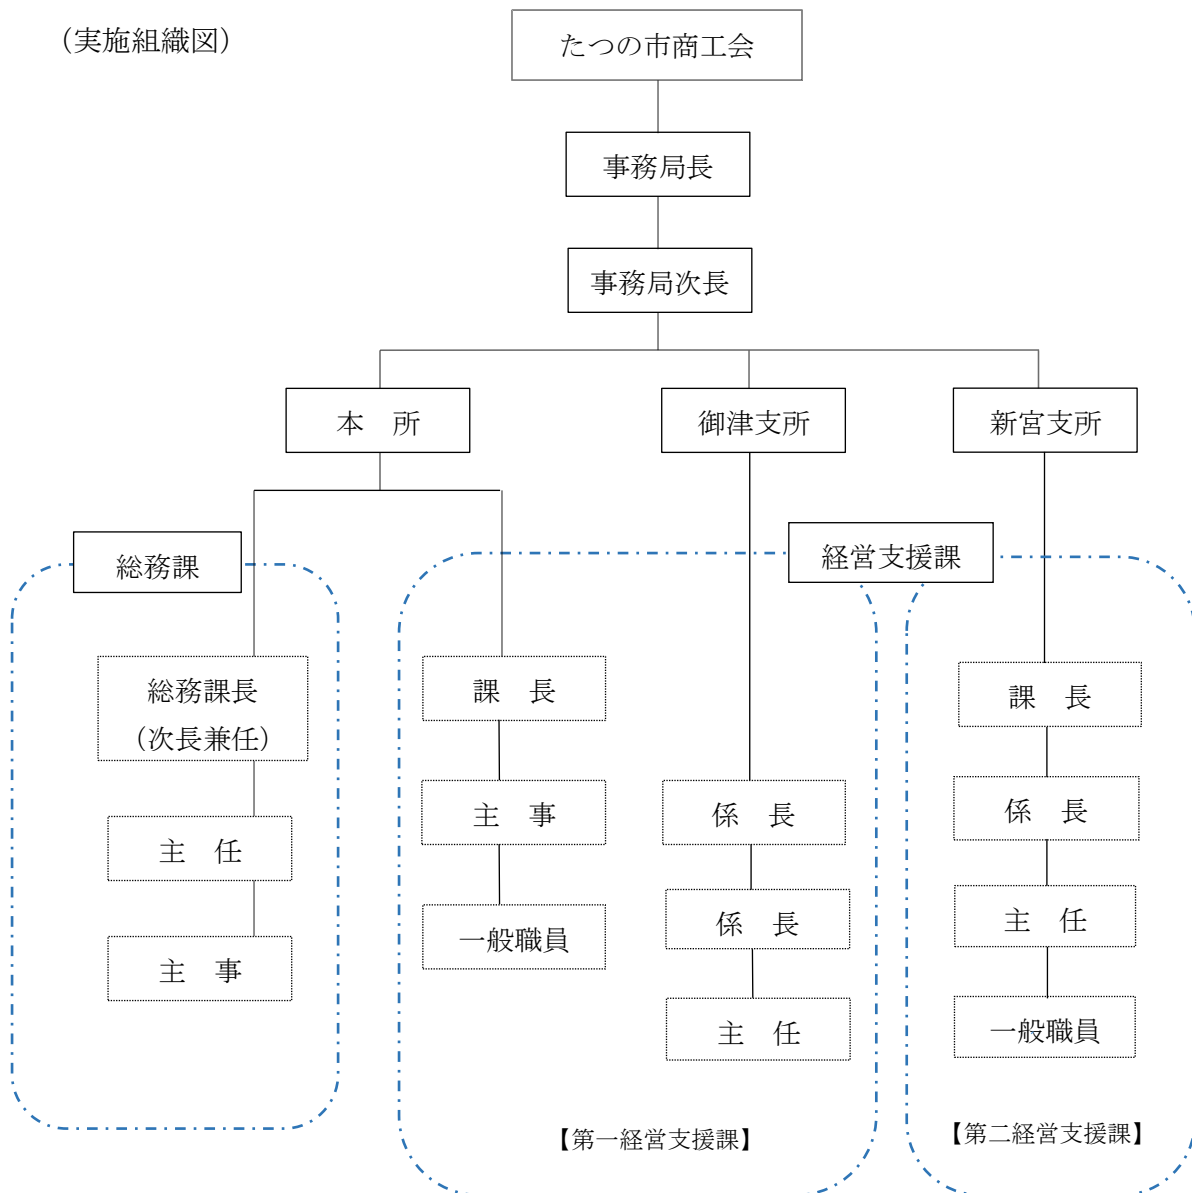 （実施組織図）
たつの市商工会
事務局長
事務局次長
本　所
御津支所
新宮支所
総務課
経営支援課
総務課長
（次長兼任）
主　任
主　事
課　長
主　事
一般職員
係　長
係　長
主　任
課　長
係　長
主　任
一般職員
【第一経営支援課】
【第二経営支援課】